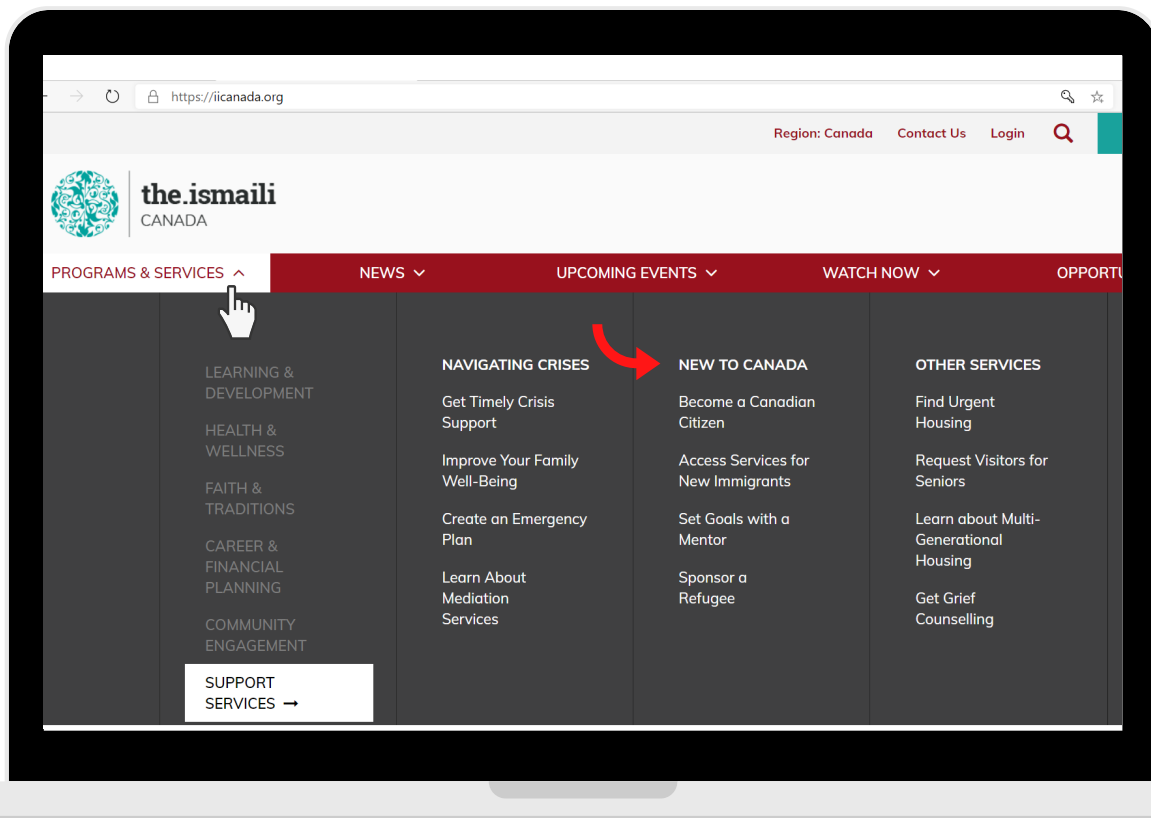 https://iicanada.org
Region: Canada Contact Us Login
the.ismaili
CANADA
PROGRAMS & SERVICES NEWS UPCOMING EVENTS WATCH NOW OPPORTU
LEARNING &
DEVELOPMENT
HEALTH &
WELLNESS
FAITH &
TRADITIONS
CAREER &
FINANCIAL
PLANNING
COMMUNITY
ENGAGEMENT
SUPPORT
SERVICES →
NAVIGATING CRISES
Get Timely Crisis
Support
Improve Your Family
Well-Being
Create an Emergency
Plan
Learn About
Mediation
Services
NEW TO CANADA
Become a Canadian
Citizen
Access Services for
New Immigrants
Set Goals with a
Mentor
Sponsor a
Refugee
OTHER SERVICES
Find Urgent
Housing
Request Visitors for
Seniors
Learn about Multi-
Generational
Housing
Get Grief
Counselling